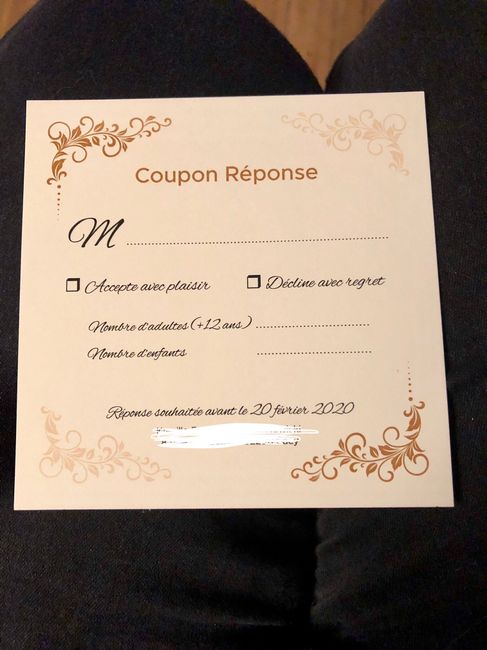 Coupon Réponse
M ........................................................................
❒ Accepte avec plaisir ❒ Décline avec regret
Nombre d'adultes (+12 ans) ..............................
Nombre d'enfants ..............................
Réponse souhaitée avant le 20 février 2020